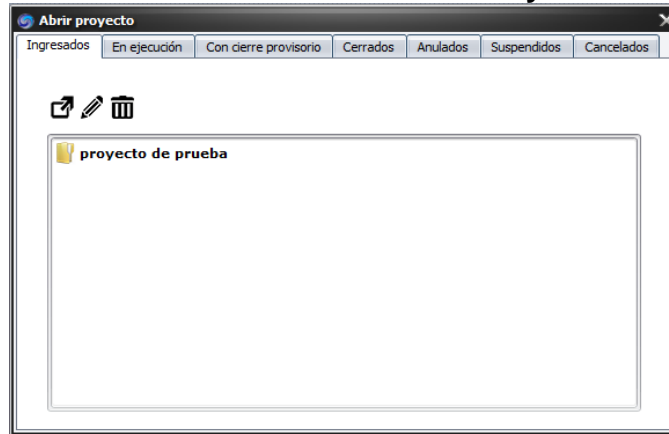 Abrir proyecto
Ingresados En ejecución Con cierre provisorio Cerrados Anulados Suspendidos Cancelados
proyecto de prueba